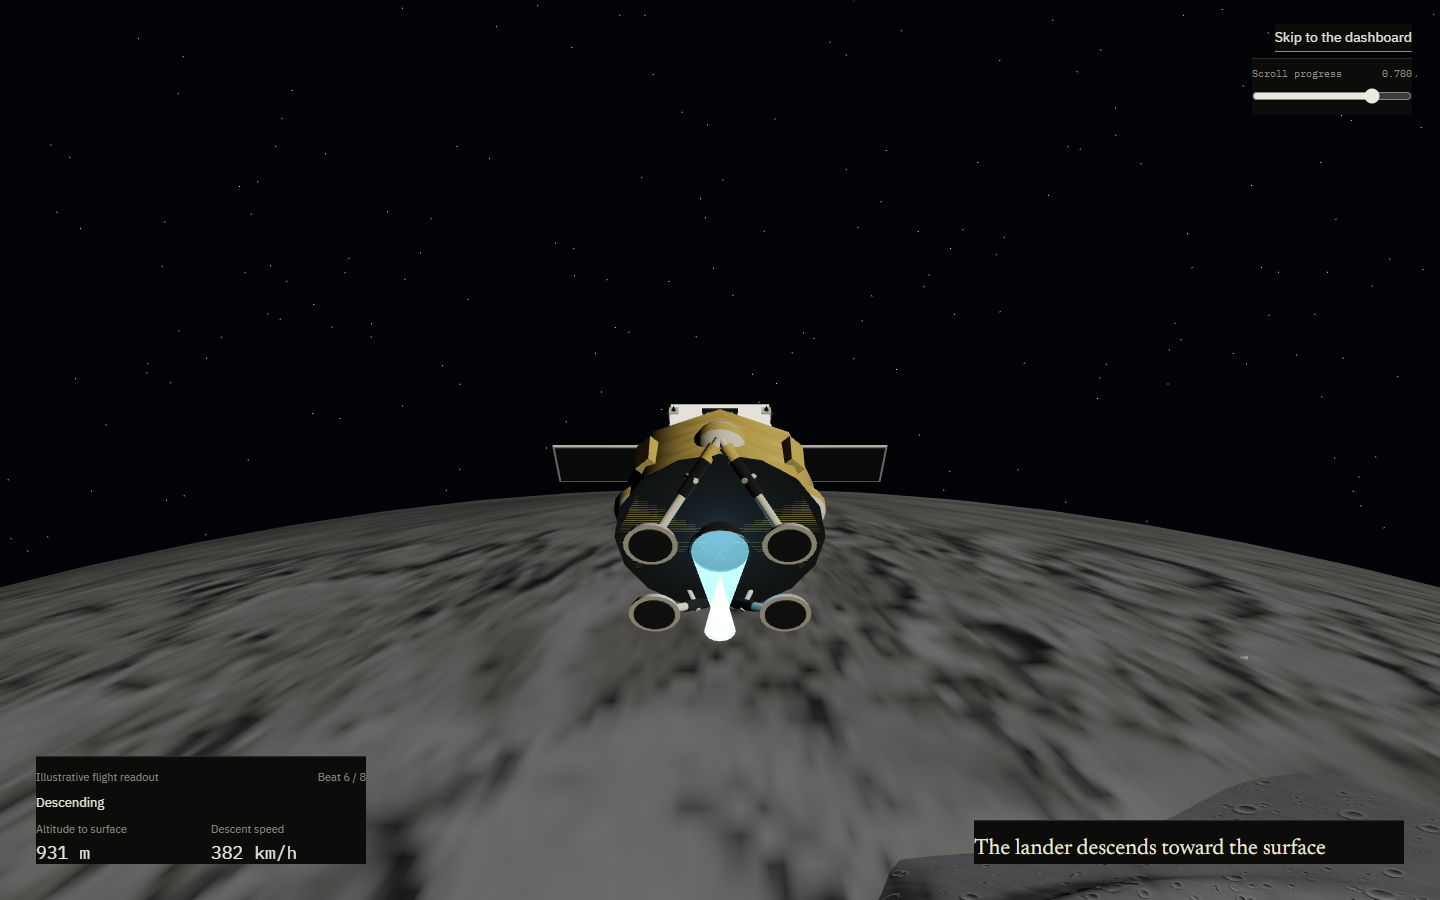 Skip to the dashboard
Scroll progress 0.780
Illustrative flight readout Beat 6 / 8
Descending
Altitude to surface Descent speed
931 m 382 km/h
The lander descends toward the surface